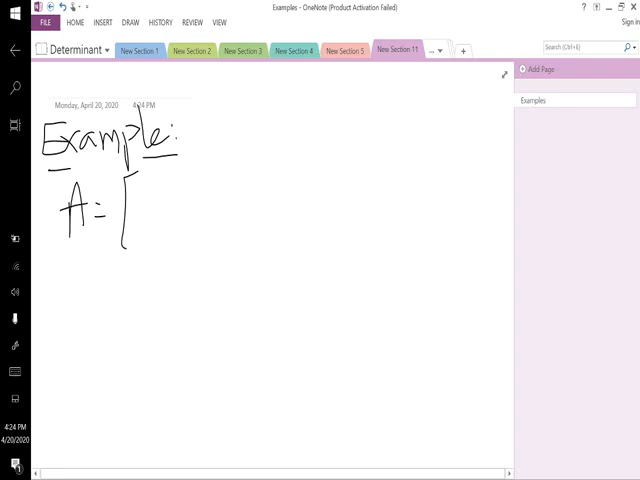 Examples - OneNote (Product Activation Failed)
FILE HOME INSERT DRAW HISTORY REVIEW VIEW Sign in
Determinant New Section 1 New Section 2 New Section 3 New Section 4 New Section 5 New Section 11 ... + Search (Ctrl+E)
Add Page
Examples
Monday, April 20, 2020 4:24 PM
Example:
A = [
4:24 PM
4/20/2020
1